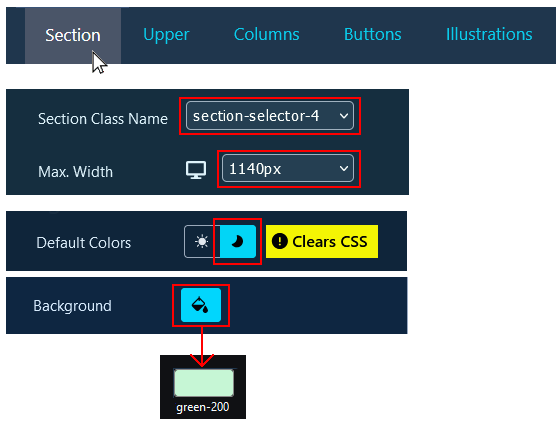 Section Upper Columns Buttons Illustrations
Section Class Name section-selector-4
Max. Width 1140px
Default Colors Clears CSS
Background
green-200